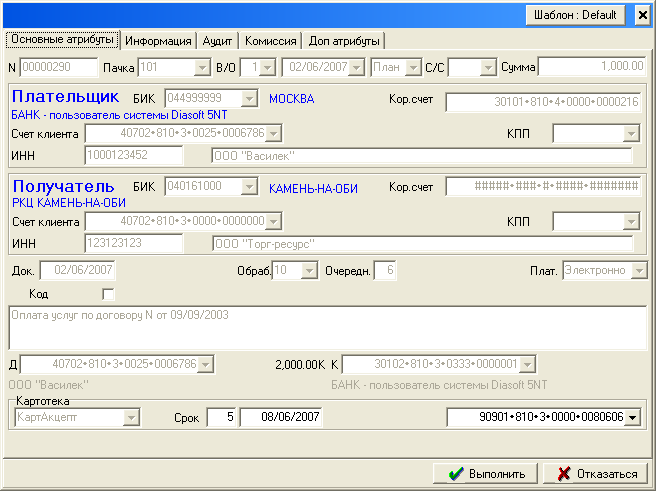 Шаблон : Default
Основные атрибуты Информация Аудит Комиссия Доп атрибуты
N 00000290 Пачка 101 В/О 1 02/06/2007 План С/С Сумма 1,000.00
Плательщик БИК 044999999 МОСКВА Кор.счет 30101*810*4*0000*0000216
БАНК - пользователь системы Diasoft 5NT
Счет клиента 40702*810*3*0025*0006786 КПП
ИНН 1000123452 ООО "Василек"
Получатель БИК 040161000 КАМЕНЬ-НА-ОБИ Кор.счет #####*###*#*####*#######
РКЦ КАМЕНЬ-НА-ОБИ
Счет клиента 40702*810*3*0000*0000000 КПП
ИНН 123123123 ООО "Торг-ресурс"
Док. 02/06/2007 Обраб. 10 Очередн. 6 Плат. Электронно
Код
Оплата услуг по договору N от 09/09/2003
Д 40702*810*3*0025*0006786 2,000.00К К 30102*810*3*0333*0000001
ООО "Василек" БАНК - пользователь системы Diasoft 5NT
Картотека
КартАкцепт Срок 5 08/06/2007 90901*810*3*0000*0080606
Выполнить Отказаться